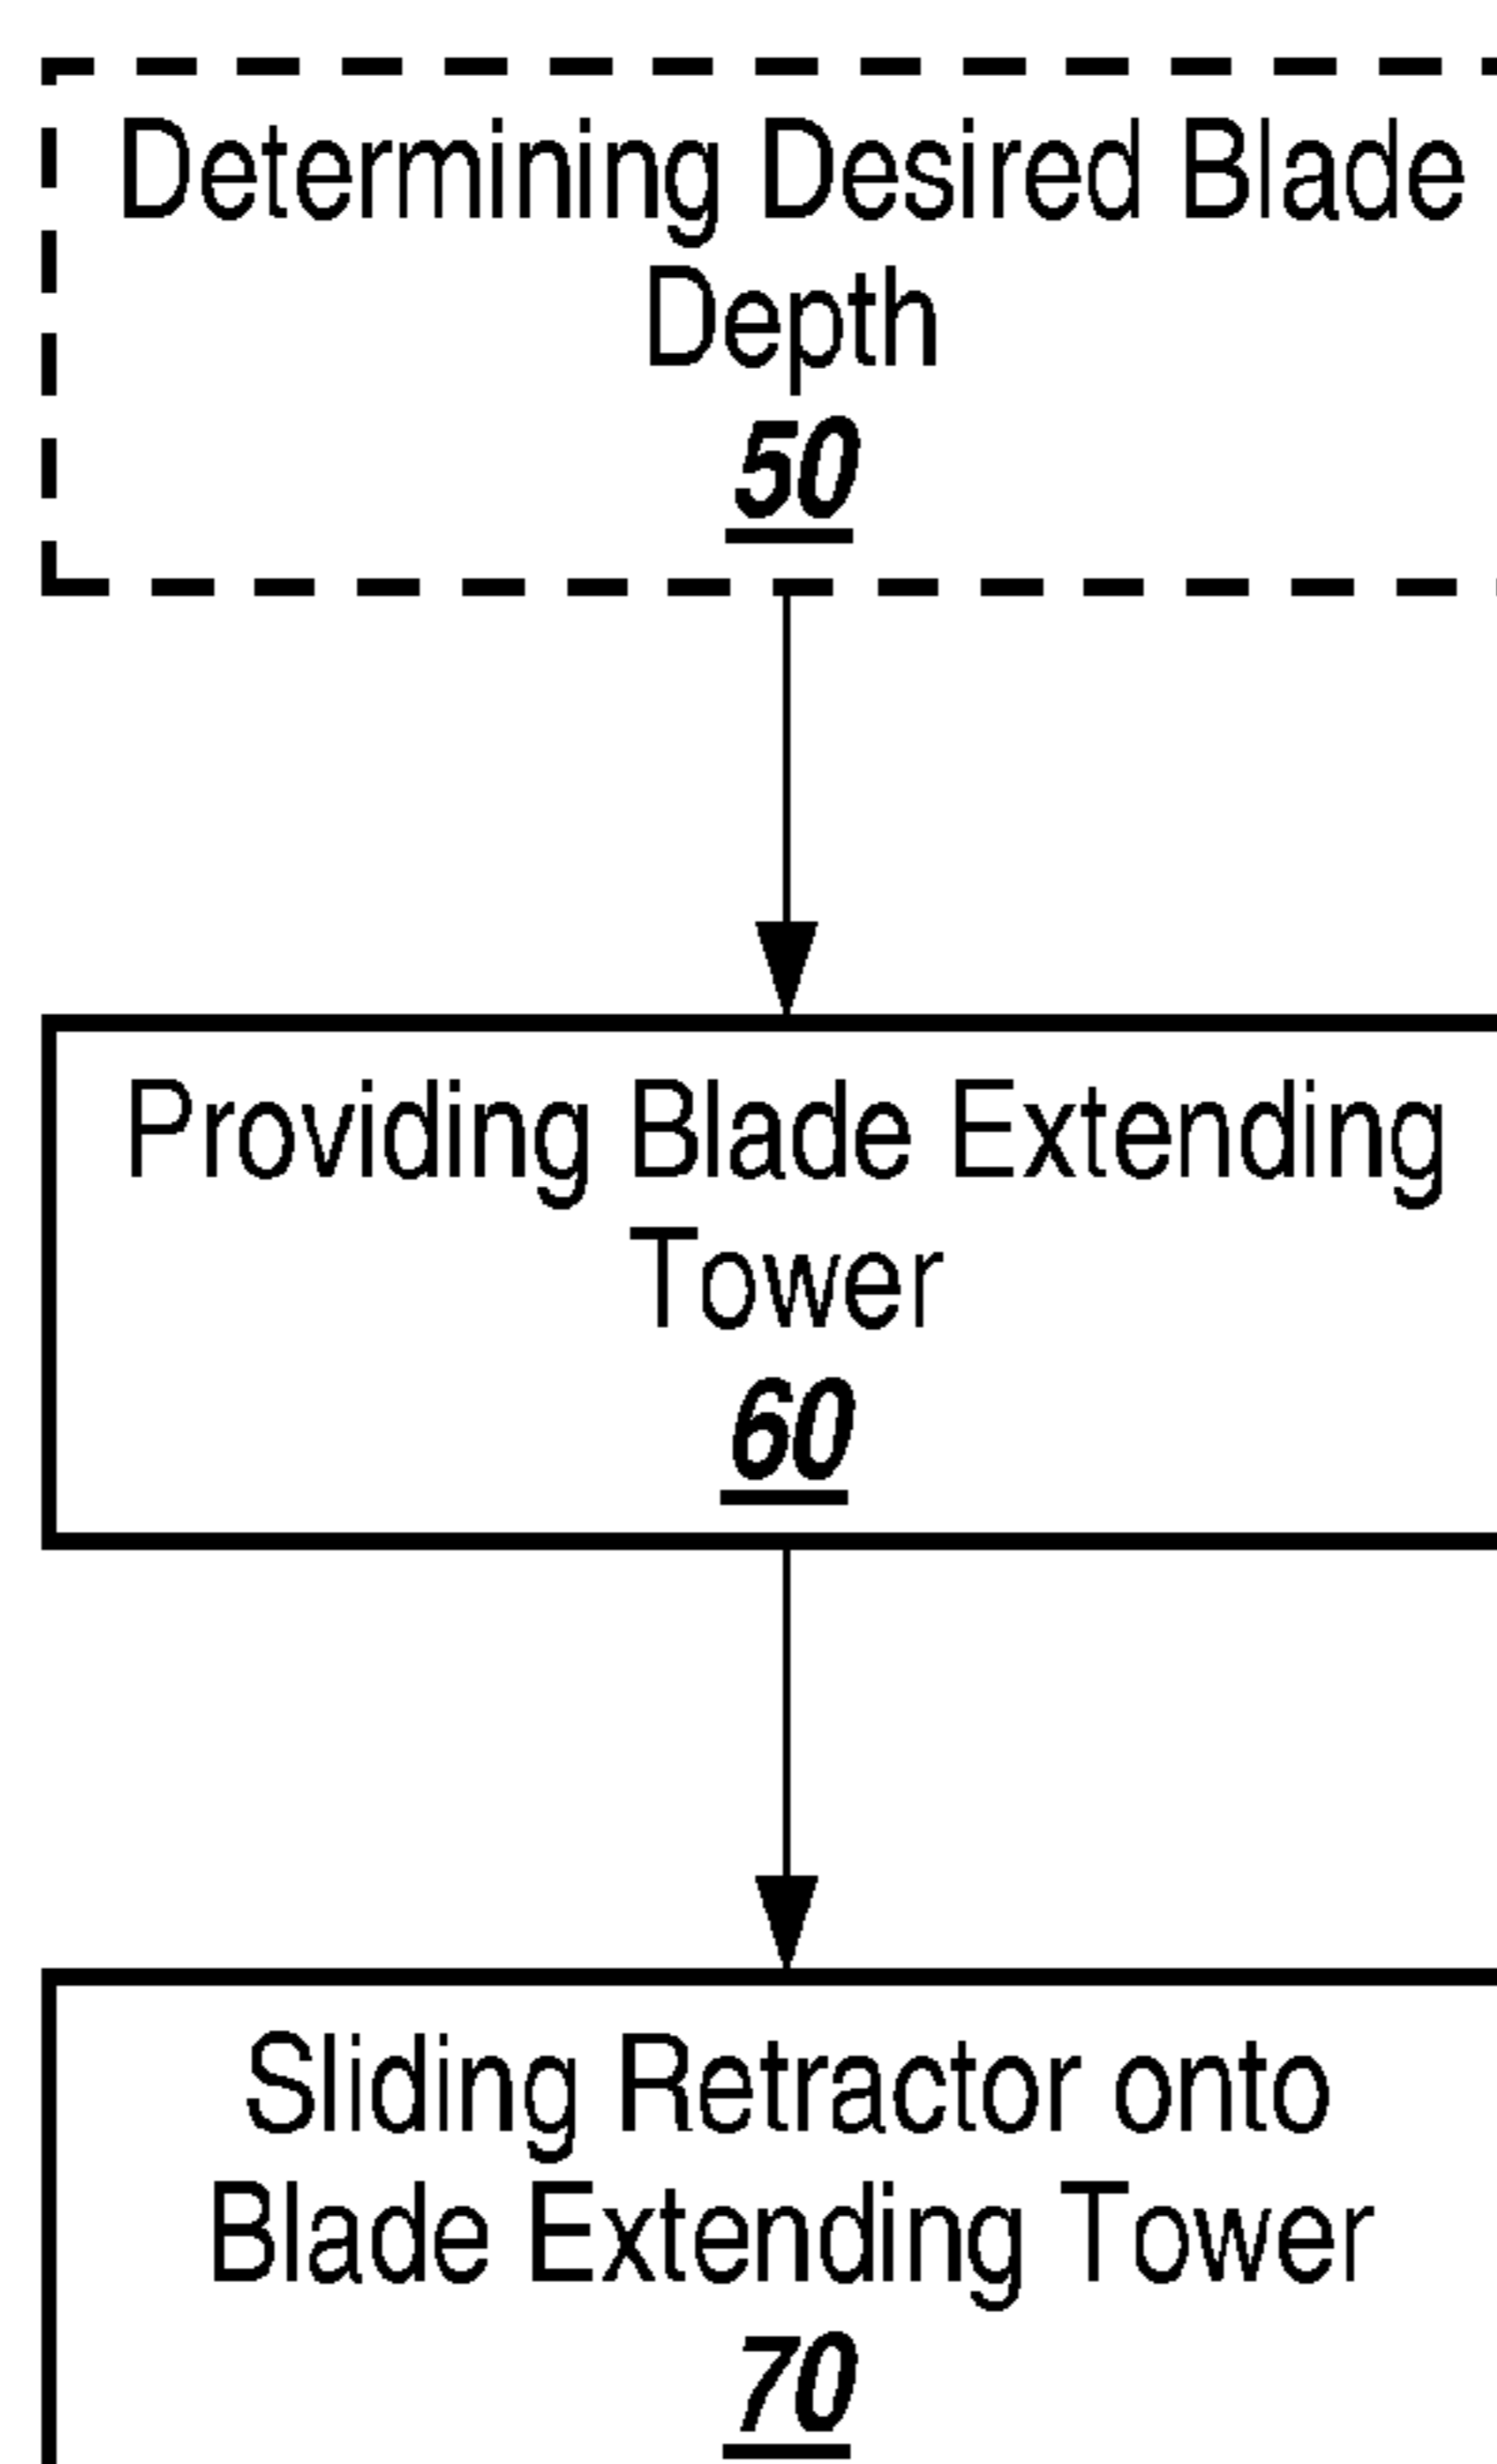 Determining Desired Blade
Depth
50
Providing Blade Extending
Tower
60
Sliding Retractor onto
Blade Extending Tower
70